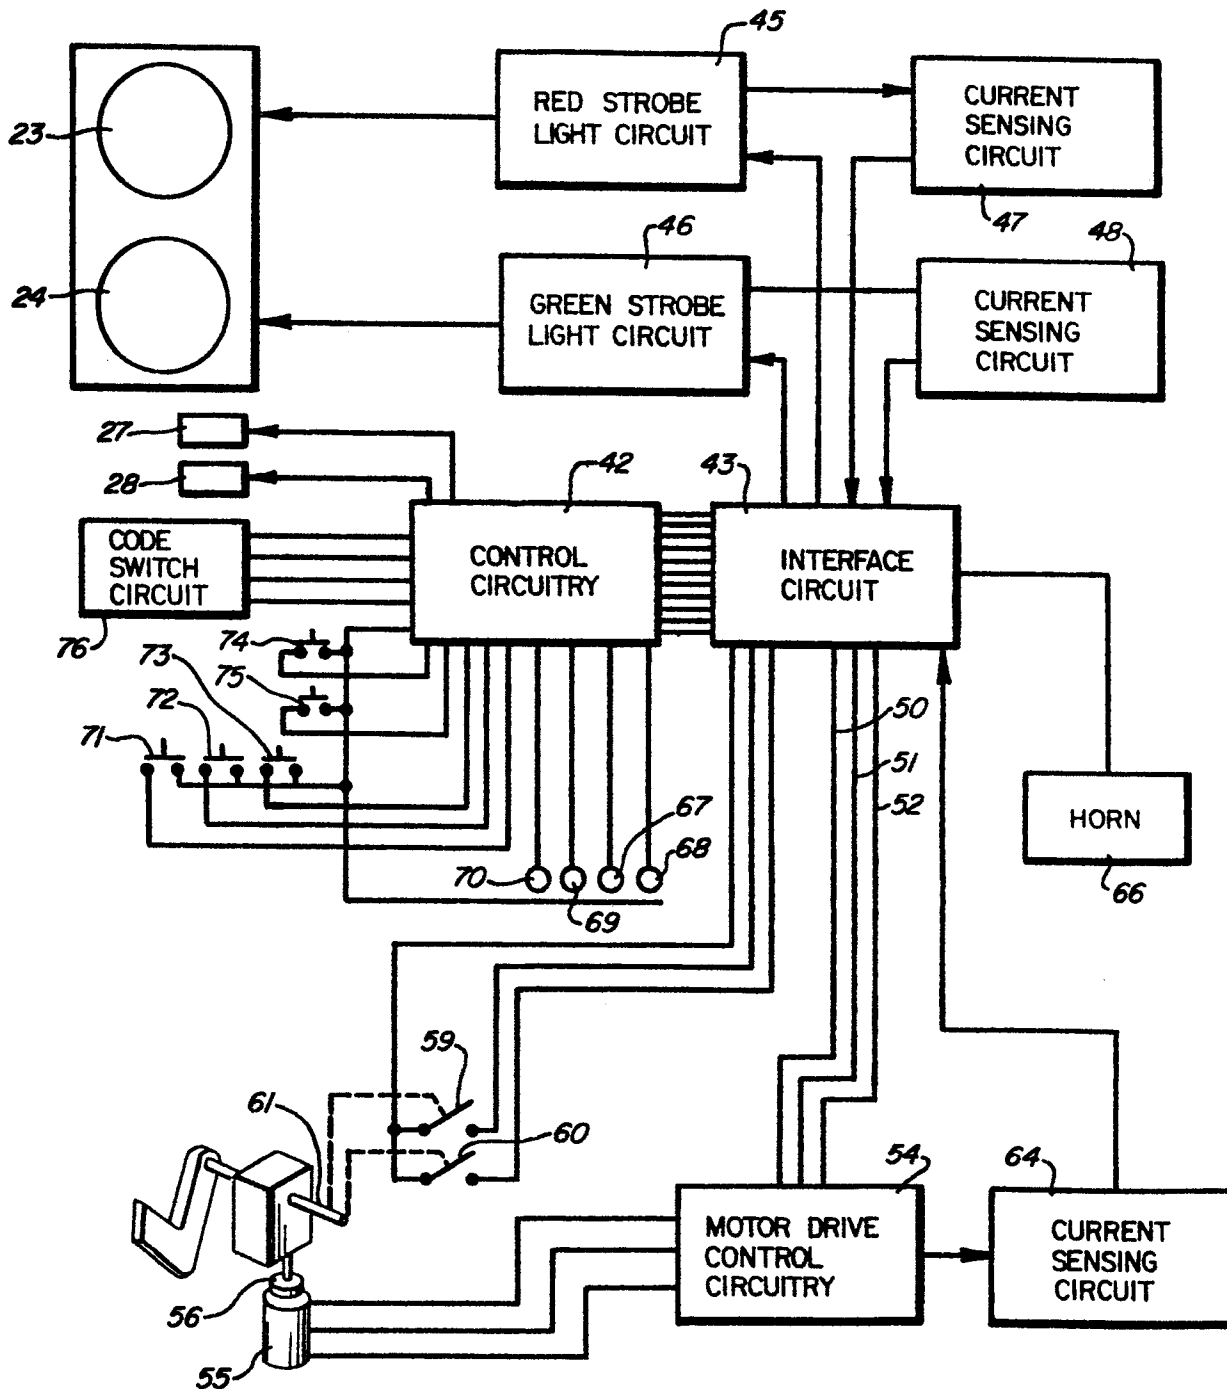 45
RED STROBE
LIGHT CIRCUIT
CURRENT
SENSING
CIRCUIT
23
47
46
48
24
GREEN STROBE
LIGHT CIRCUIT
CURRENT
SENSING
CIRCUIT
27
28
42
43
CODE
SWITCH
CIRCUIT
CONTROL
CIRCUITRY
INTERFACE
CIRCUIT
76
74
73
75
72
71
50
51
52
67
68
70
69
HORN
66
59
61
60
54
64
MOTOR DRIVE
CONTROL
CIRCUITRY
CURRENT
SENSING
CIRCUIT
56
55